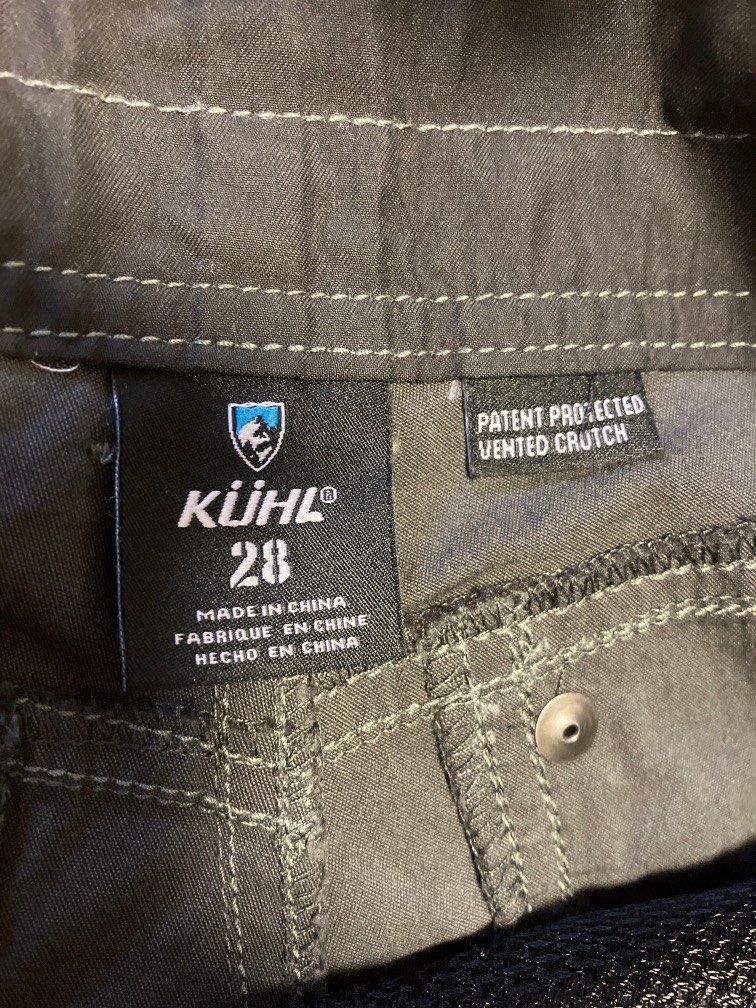 KÜHL®
28
MADE IN CHINA
FABRIQUE EN CHINE
HECHO EN CHINA
PATENT PROTECTED
VENTED CROTCH